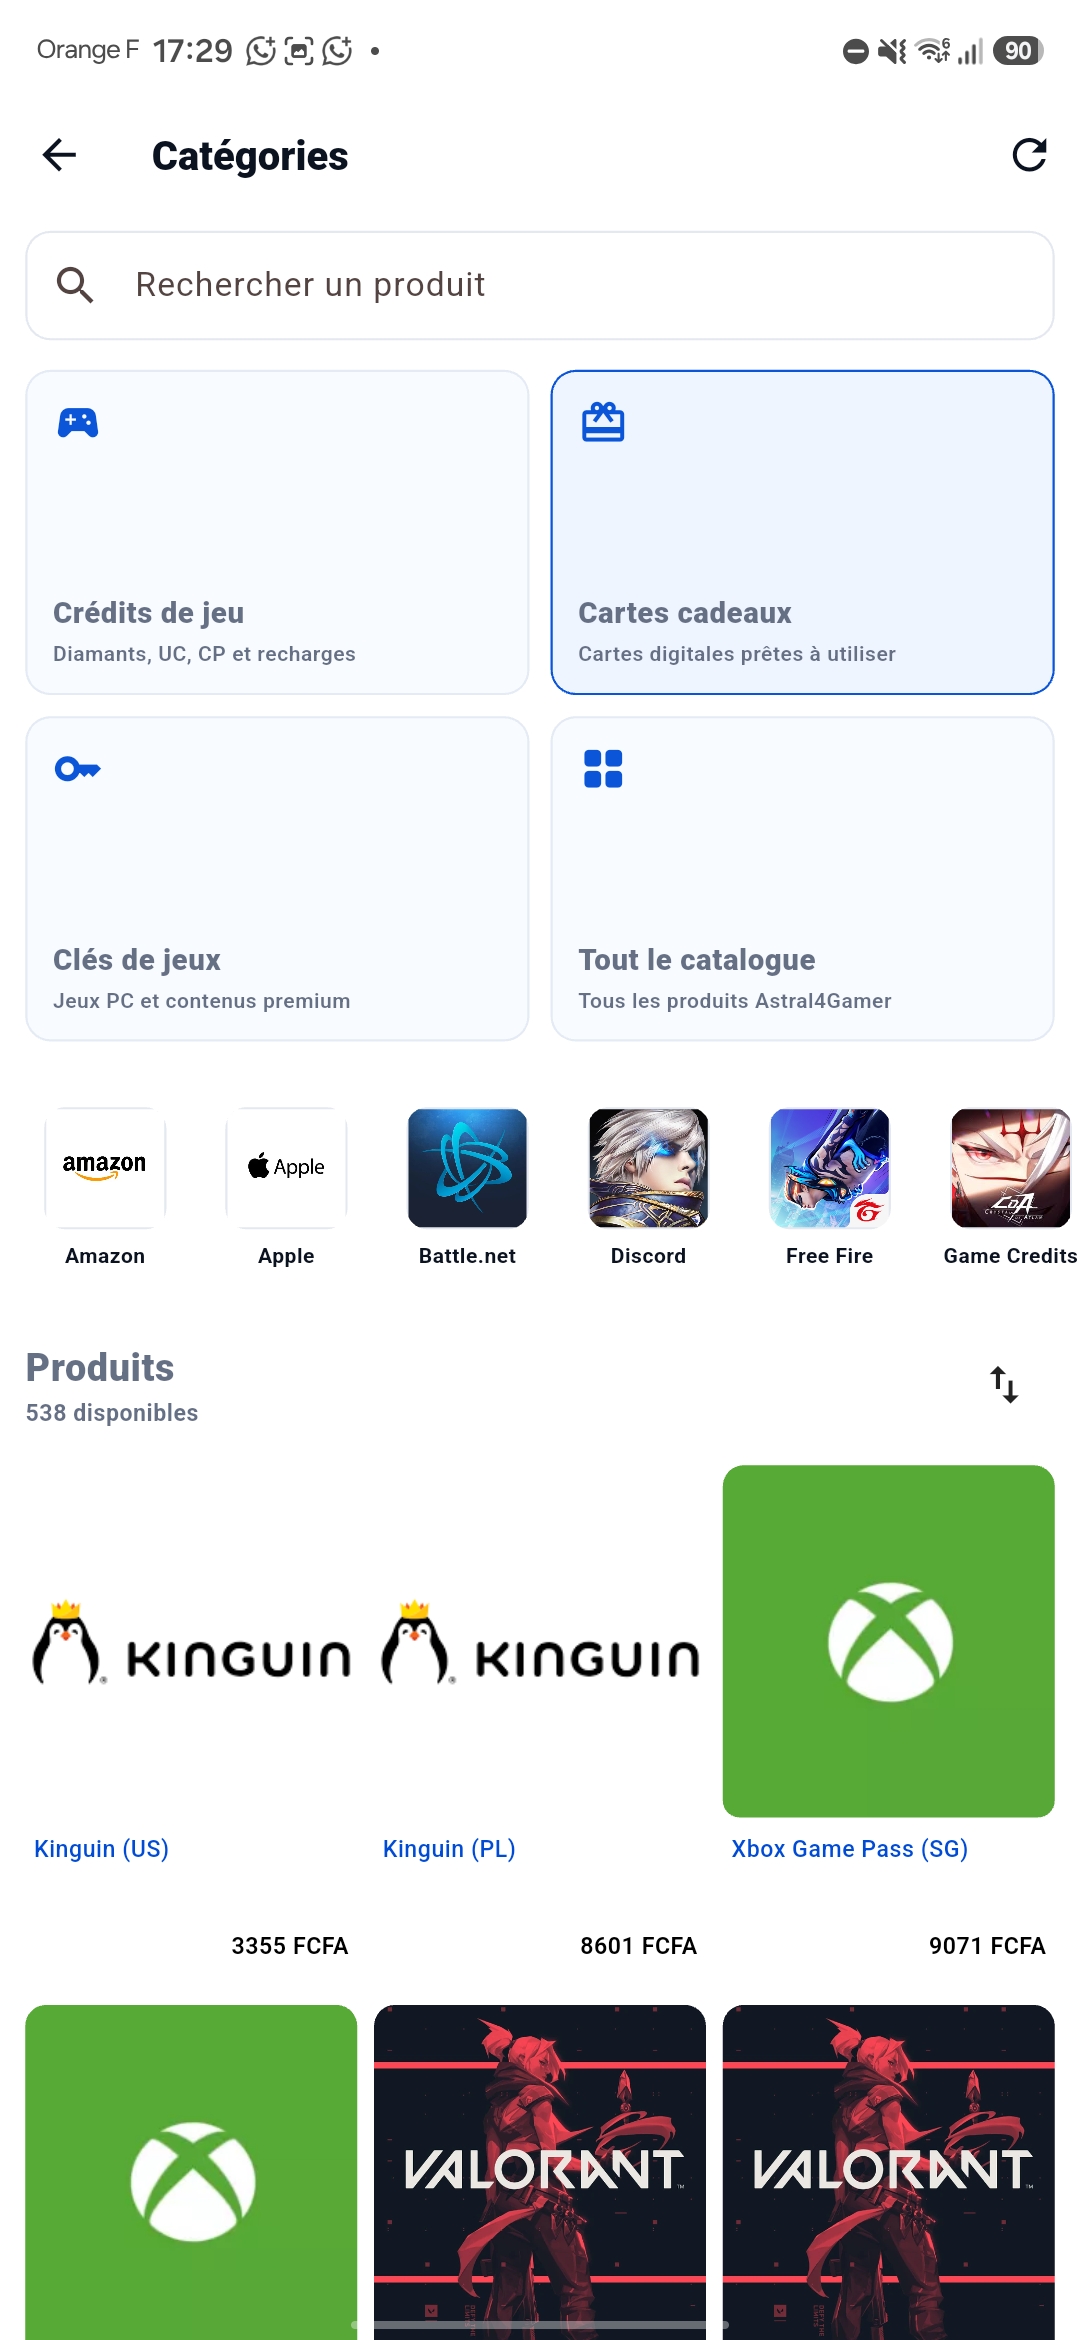 Orange F 17:29
6
90
Catégories
Rechercher un produit
Crédits de jeu
Diamants, UC, CP et recharges
Cartes cadeaux
Cartes digitales prêtes à utiliser
Clés de jeux
Jeux PC et contenus premium
Tout le catalogue
Tous les produits Astral4Gamer
amazon
Apple
CDA
Amazon
Apple
Battle.net
Discord
Free Fire
Game Credits
Produits
538 disponibles
KINGUIN
KINGUIN
Kinguin (US)
Kinguin (PL)
Xbox Game Pass (SG)
3355 FCFA
8601 FCFA
9071 FCFA
VALORANT
VALORANT